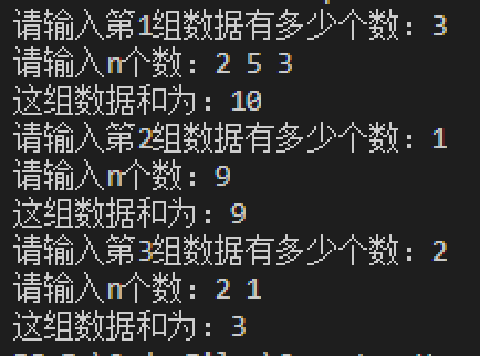 请输入第1组数据有多少个数：3
请输入n个数：2 5 3
这组数据和为：10
请输入第2组数据有多少个数：1
请输入n个数：9
这组数据和为：9
请输入第3组数据有多少个数：2
请输入n个数：2 1
这组数据和为：3